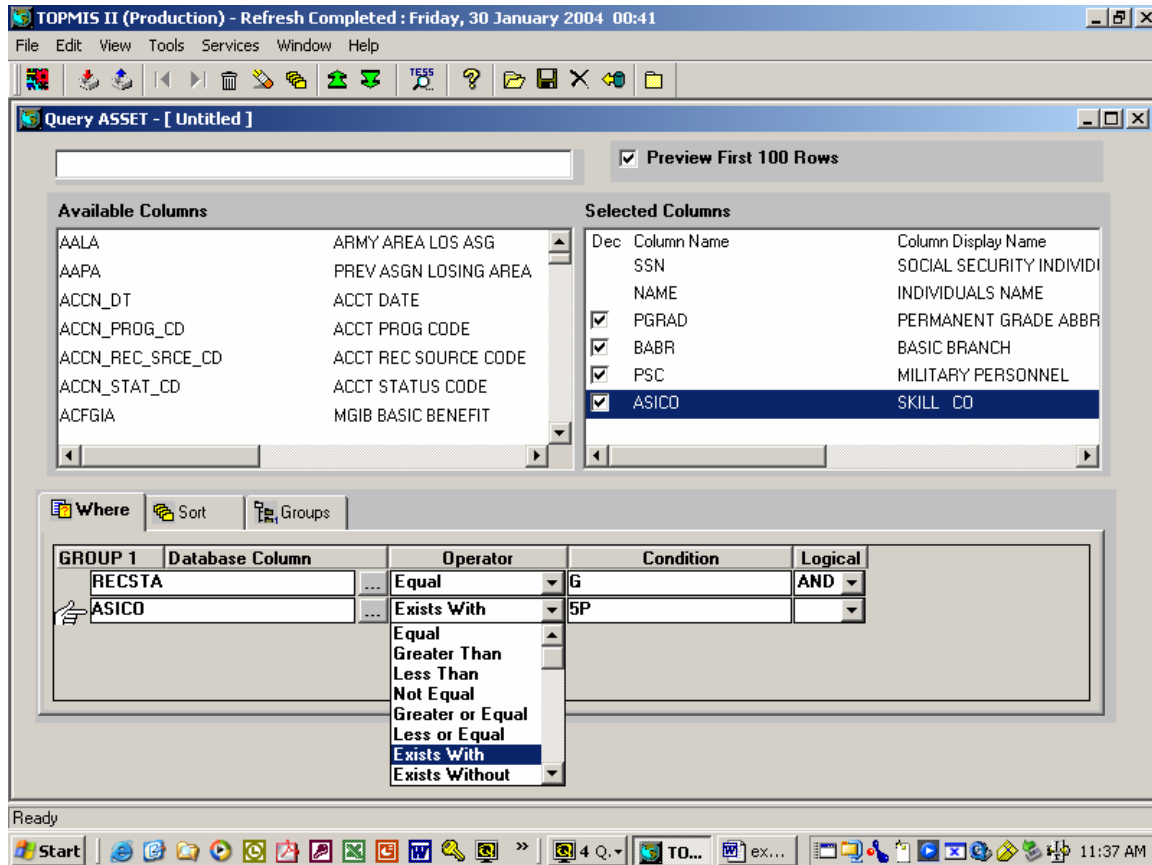 TOPMIS II (Production) - Refresh Completed : Friday, 30 January 2004 00:41
File Edit View Tools Services Window Help
TESS
Query ASSET - [ Untitled ]
Preview First 100 Rows
Available Columns
AALA ARMY AREA LOS ASG
AAPA PREV ASGN LOSING AREA
ACCN_DT ACCT DATE
ACCN_PROG_CD ACCT PROG CODE
ACCN_REC_SRCE_CD ACCT REC SOURCE CODE
ACCN_STAT_CD ACCT STATUS CODE
ACFGIA MGIB BASIC BENEFIT
Selected Columns
Dec Column Name Column Display Name
SSN SOCIAL SECURITY INDIVIDI
NAME INDIVIDUALS NAME
PGRAD PERMANENT GRADE ABBR
BABR BASIC BRANCH
PSC MILITARY PERSONNEL
ASICO SKILL CO
Where Sort Groups
GROUP 1 Database Column Operator Condition Logical
RECSTA ... Equal G AND
ASICO ... Exists With 5P
Equal
Greater Than
Less Than
Not Equal
Greater or Equal
Less or Equal
Exists With
Exists Without
Ready
Start » 4 Q. TO... ex... 11:37 AM